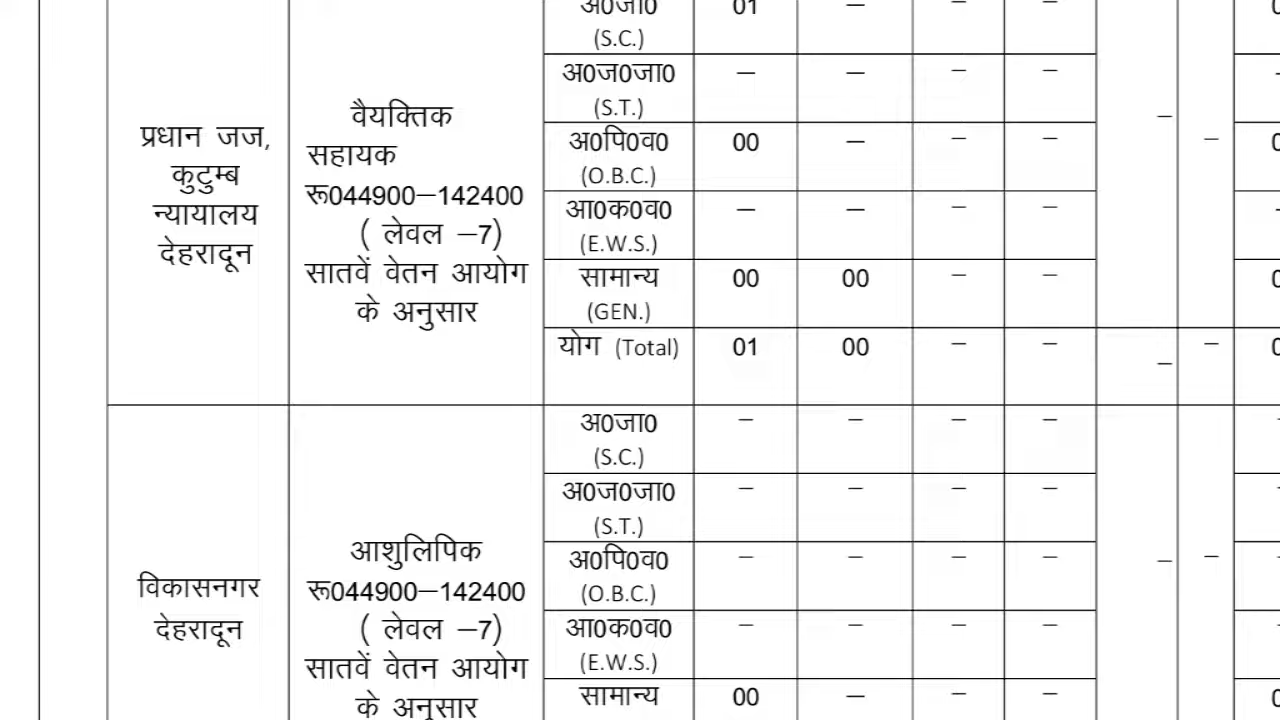 अ0जा0 01 – – –
(S.C.)
अ0ज0जा0 – – – –
(S.T.)
प्रधान जज,
कुटुम्ब
न्यायालय
देहरादून
वैयक्तिक
सहायक
रू044900–142400
( लेवल –7)
सातवें वेतन आयोग
के अनुसार
– –
अ0पि0व0 00 – – –
(O.B.C.)
आ0क0व0 – – – –
(E.W.S.)
सामान्य 00 00 – –
(GEN.)
योग (Total) 01 00 – – – –
अ0जा0 – – – –
(S.C.)
अ0ज0जा0 – – – –
(S.T.)
विकासनगर
देहरादून
आशुलिपिक
रू044900–142400
( लेवल –7)
सातवें वेतन आयोग
के अनुसार
अ0पि0व0 – – – – – –
(O.B.C.)
आ0क0व0 – – – –
(E.W.S.)
सामान्य 00 – – –